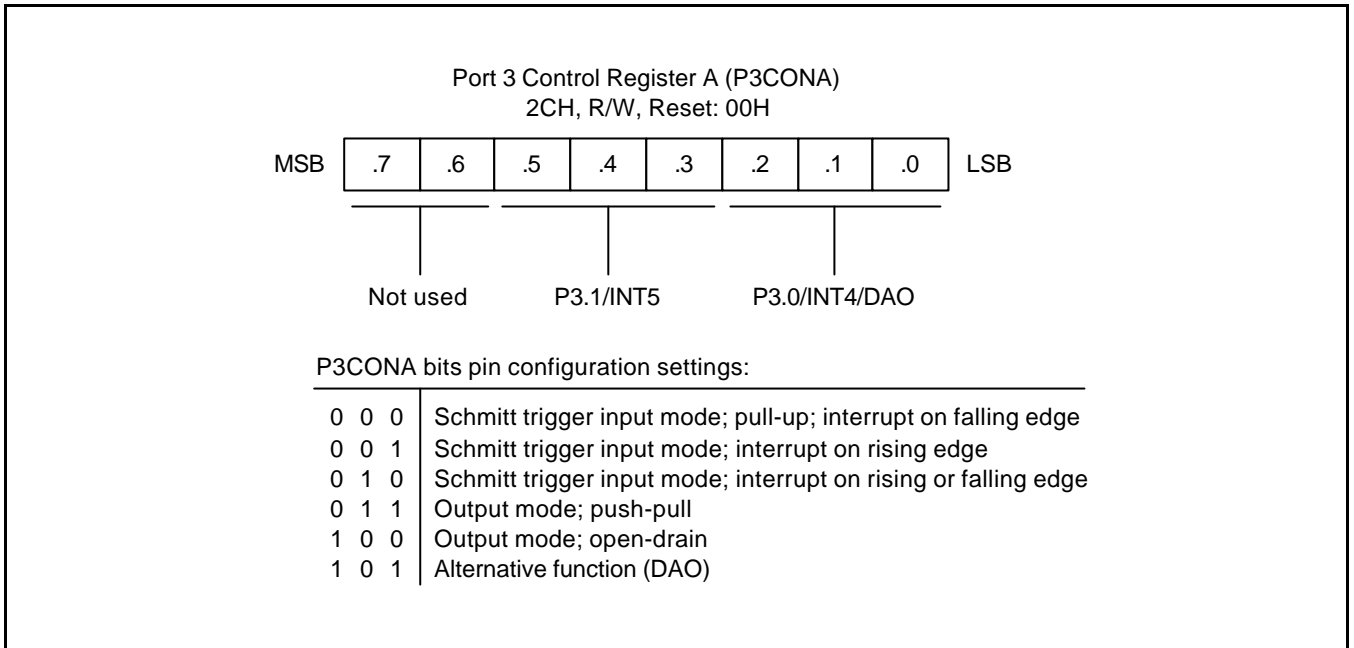 Port 3 Control Register A (P3CONA)
2CH, R/W, Reset: 00H
MSB .7 .6 .5 .4 .3 .2 .1 .0 LSB
Not used P3.1/INT5 P3.0/INT4/DAO
P3CONA bits pin configuration settings:
0 0 0 Schmitt trigger input mode; pull-up; interrupt on falling edge
0 0 1 Schmitt trigger input mode; interrupt on rising edge
0 1 0 Schmitt trigger input mode; interrupt on rising or falling edge
0 1 1 Output mode; push-pull
1 0 0 Output mode; open-drain
1 0 1 Alternative function (DAO)